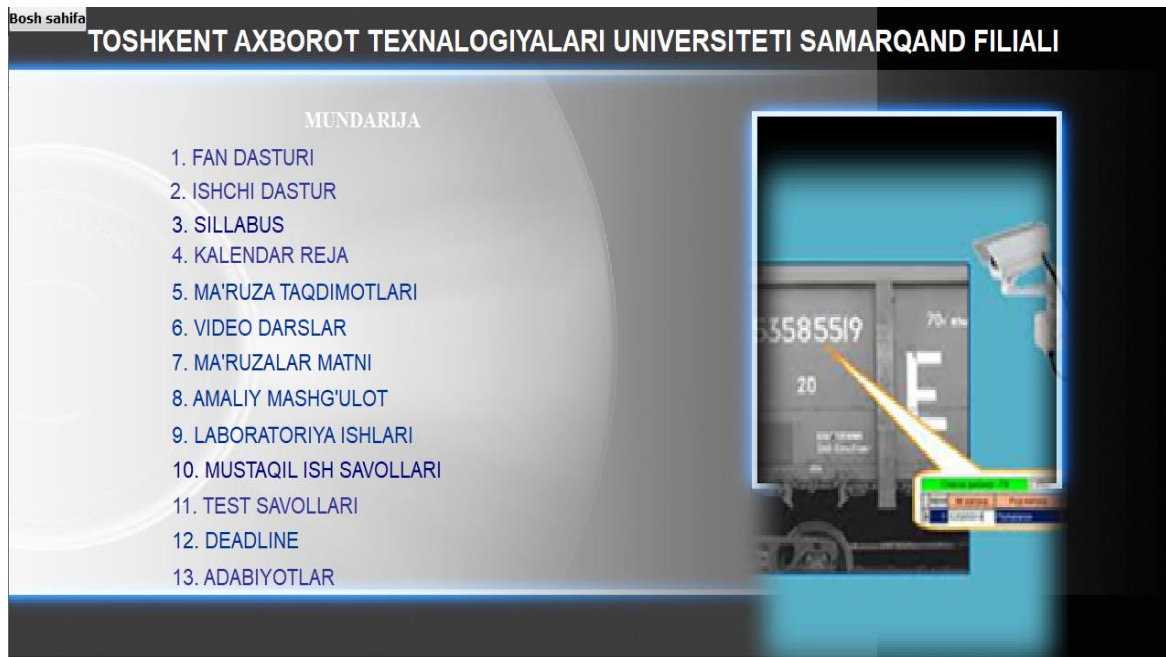 Bosh sahifa
TOSHKENT AXBOROT TEXNALOGIYALARI UNIVERSITETI SAMARQAND FILIALI
MUNDARIJA
1. FAN DASTURI
2. ISHCHI DASTUR
3. SILLABUS
4. KALENDAR REJA
5. MA'RUZA TAQDIMOTLARI
6. VIDEO DARSLAR
7. MA'RUZALAR MATNI
8. AMALIY MASHG'ULOT
9. LABORATORIYA ISHLARI
10. MUSTAQIL ISH SAVOLLARI
11. TEST SAVOLLARI
12. DEADLINE
13. ADABIYOTLAR
53585519
70
20
E